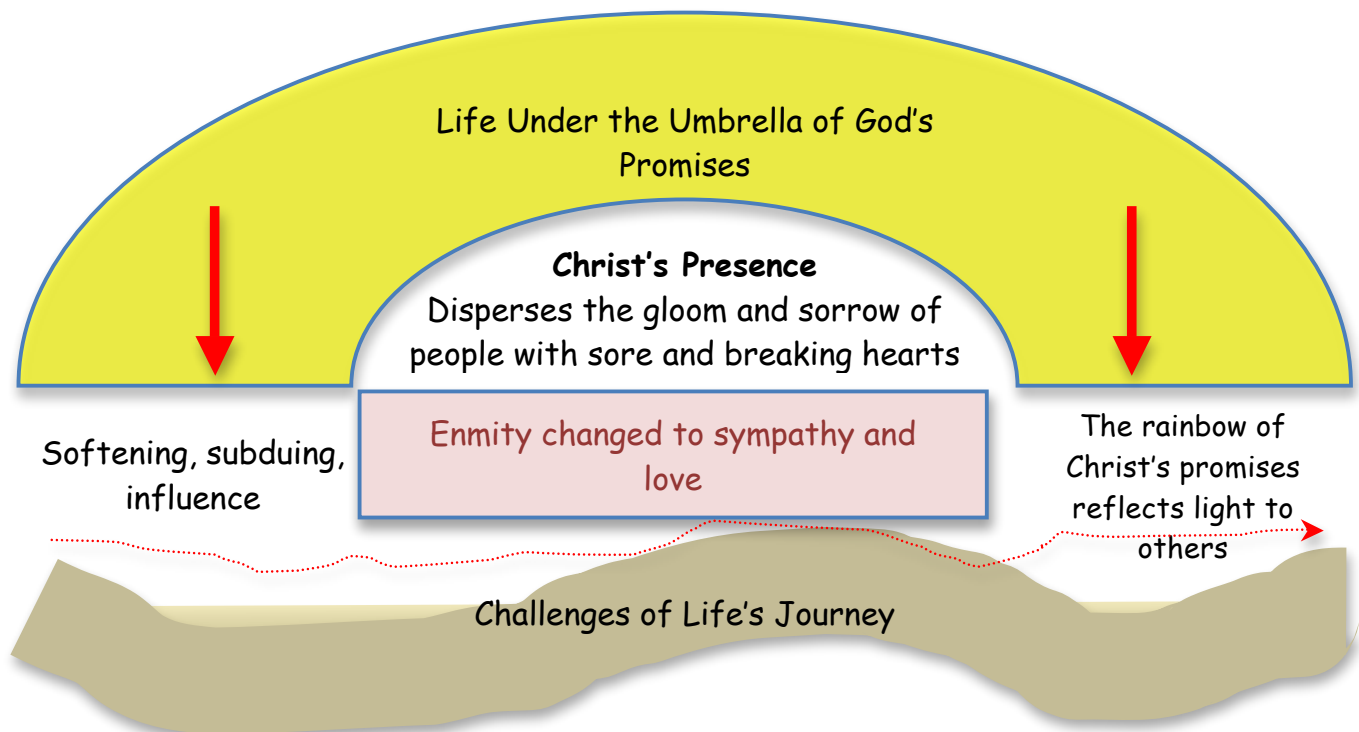 Life Under the Umbrella of God's
Promises
Christ's Presence
Disperses the gloom and sorrow of
people with sore and breaking hearts
Enmity changed to sympathy and
love
Softening, subduing,
influence
The rainbow of
Christ's promises
reflects light to
others
Challenges of Life's Journey